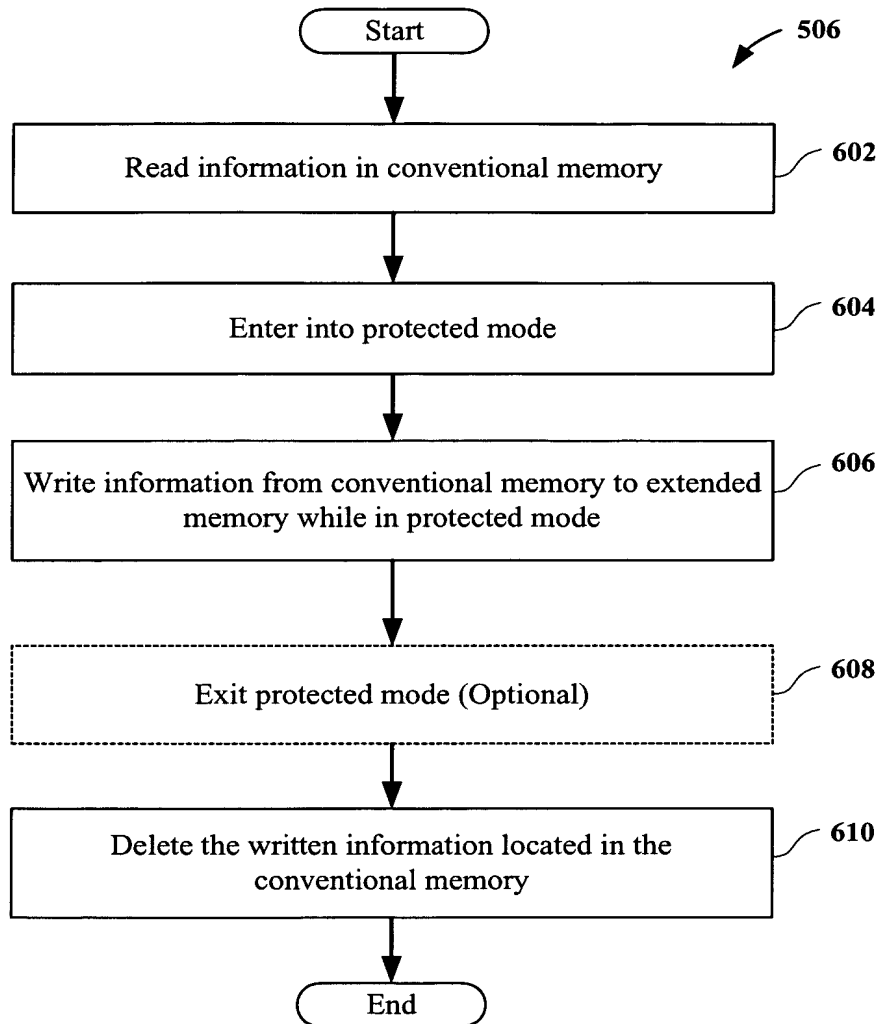 Start
506
Read information in conventional memory
602
Enter into protected mode
604
Write information from conventional memory to extended
memory while in protected mode
606
Exit protected mode (Optional)
608
Delete the written information located in the
conventional memory
610
End